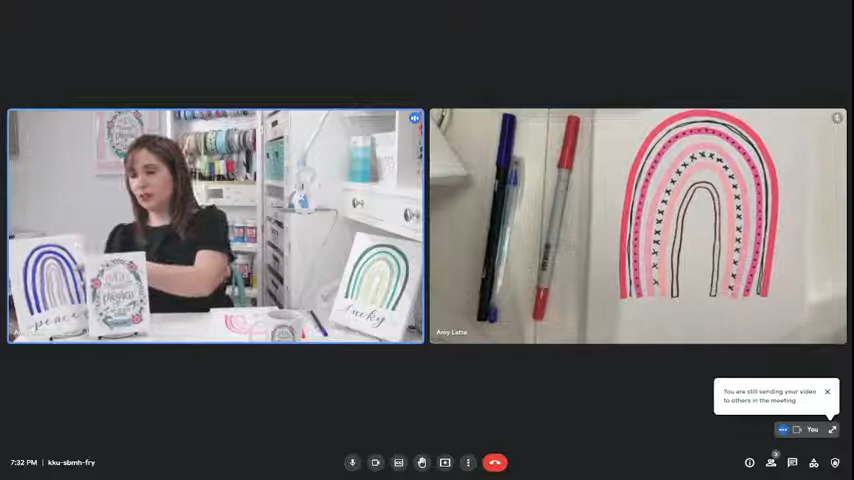 peace
lucky
Amy Latta
You are still sending your video
to others in the meeting
You
7:32 PM
kku-sbmh-fry
3